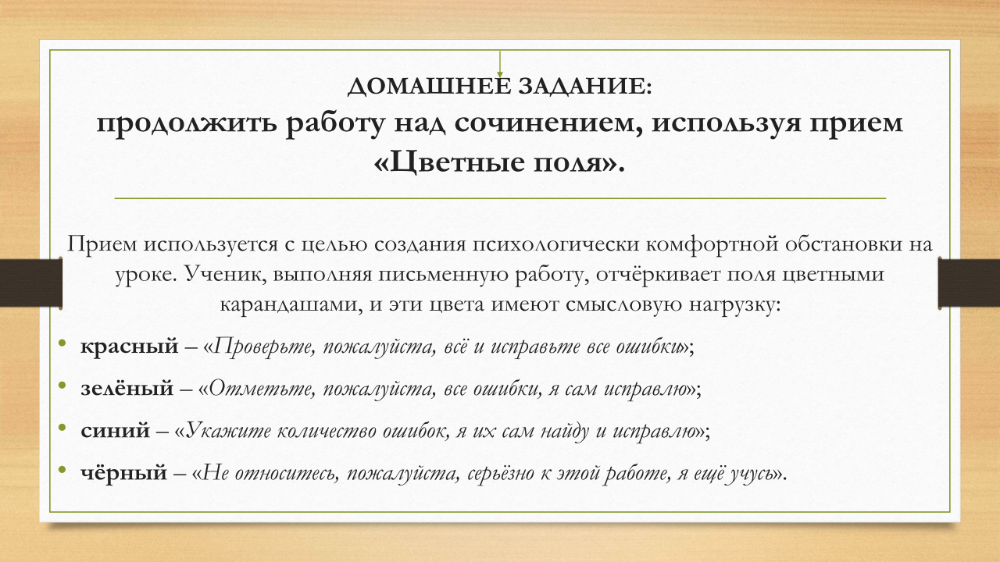 ДОМАШНЕЕ ЗАДАНИЕ:
продолжить работу над сочинением, используя прием
«Цветные поля».
Прием используется с целью создания психологически комфортной обстановки на
уроке. Ученик, выполняя письменную работу, отчёркивает поля цветными
карандашами, и эти цвета имеют смысловую нагрузку:
• красный – «Проверьте, пожалуйста, всё и исправьте все ошибки»;
• зелёный – «Отметьте, пожалуйста, все ошибки, я сам исправлю»;
• синий – «Укажите количество ошибок, я их сам найду и исправлю»;
• чёрный – «Не относитесь, пожалуйста, серьёзно к этой работе, я ещё учусь».